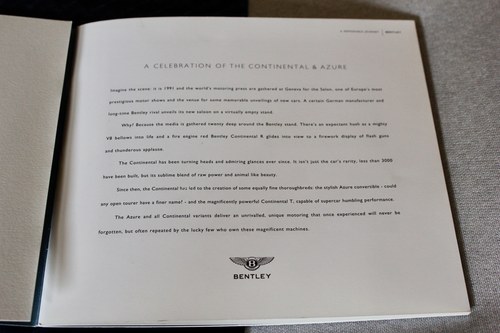 BENTLEY
A CELEBRATION OF THE CONTINENTAL & AZURE
Imagine the scene: it is 1991 and the world's motoring press are gathered at Geneva for the Salon, one of Europe's most
prestigious motor shows and the venue for some memorable unveilings of new cars. A certain German manufacturer and
long-time Bentley rival unveils its new saloon on a virtually empty stand.
Why? Because the media is gathered twenty deep around the Bentley stand. There's an expectant hush as a mighty
V8 bellows into life and a fire engine red Bentley Continental R glides into view to a firework display of flash guns
and thunderous applause.
The Continental has been turning heads and admiring glances ever since. It isn't just the car's rarity, less than 2000
have been built, but its sublime blend of raw power and animal like beauty.
Since then, the Continental has led to the creation of some equally fine thoroughbreds: the stylish Azure convertible - could
any open tourer have a finer name? - and the magnificently powerful Continental T, capable of supercar humbling performance.
The Azure and all Continental variants deliver an unrivalled, unique motoring that once experienced will never be
forgotten, but often repeated by the lucky few who own these magnificent machines.
B
BENTLEY